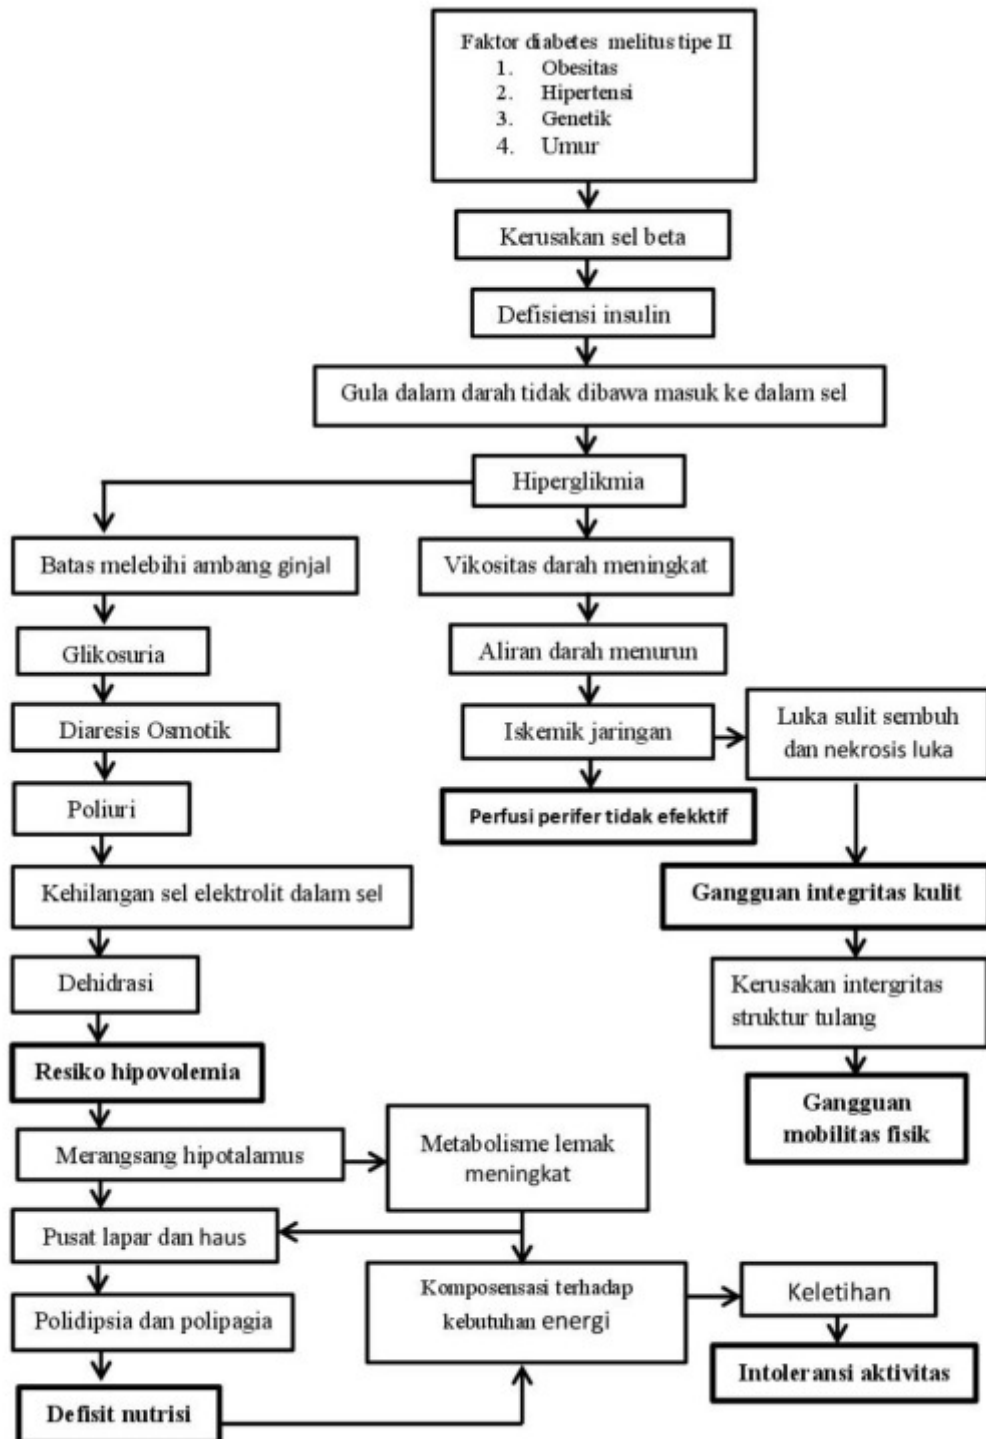 Faktor diabetes melitus tipe II
1. Obesitas
2. Hipertensi
3. Genetik
4. Umur
Kerusakan sel beta
Defisiensi insulin
Gula dalam darah tidak dibawa masuk ke dalam sel
Hiperglikmia
Batas melebihi ambang ginjal
Vikositas darah meningkat
Glikosuria
Aliran darah menurun
Diaresis Osmotik
Iskemik jaringan
Luka sulit sembuh
dan nekrosis luka
Poliuri
Perfusi perifer tidak efekktif
Kehilangan sel elektrolit dalam sel
Gangguan integritas kulit
Dehidrasi
Kerusakan intergritas
struktur tulang
Resiko hipovolemia
Gangguan
mobilitas fisik
Merangsang hipotalamus
Metabolisme lemak
meningkat
Pusat lapar dan haus
Komposensasi terhadap
kebutuhan energi
Keletihan
Polidipsia dan polipagia
Intoleransi aktivitas
Defisit nutrisi